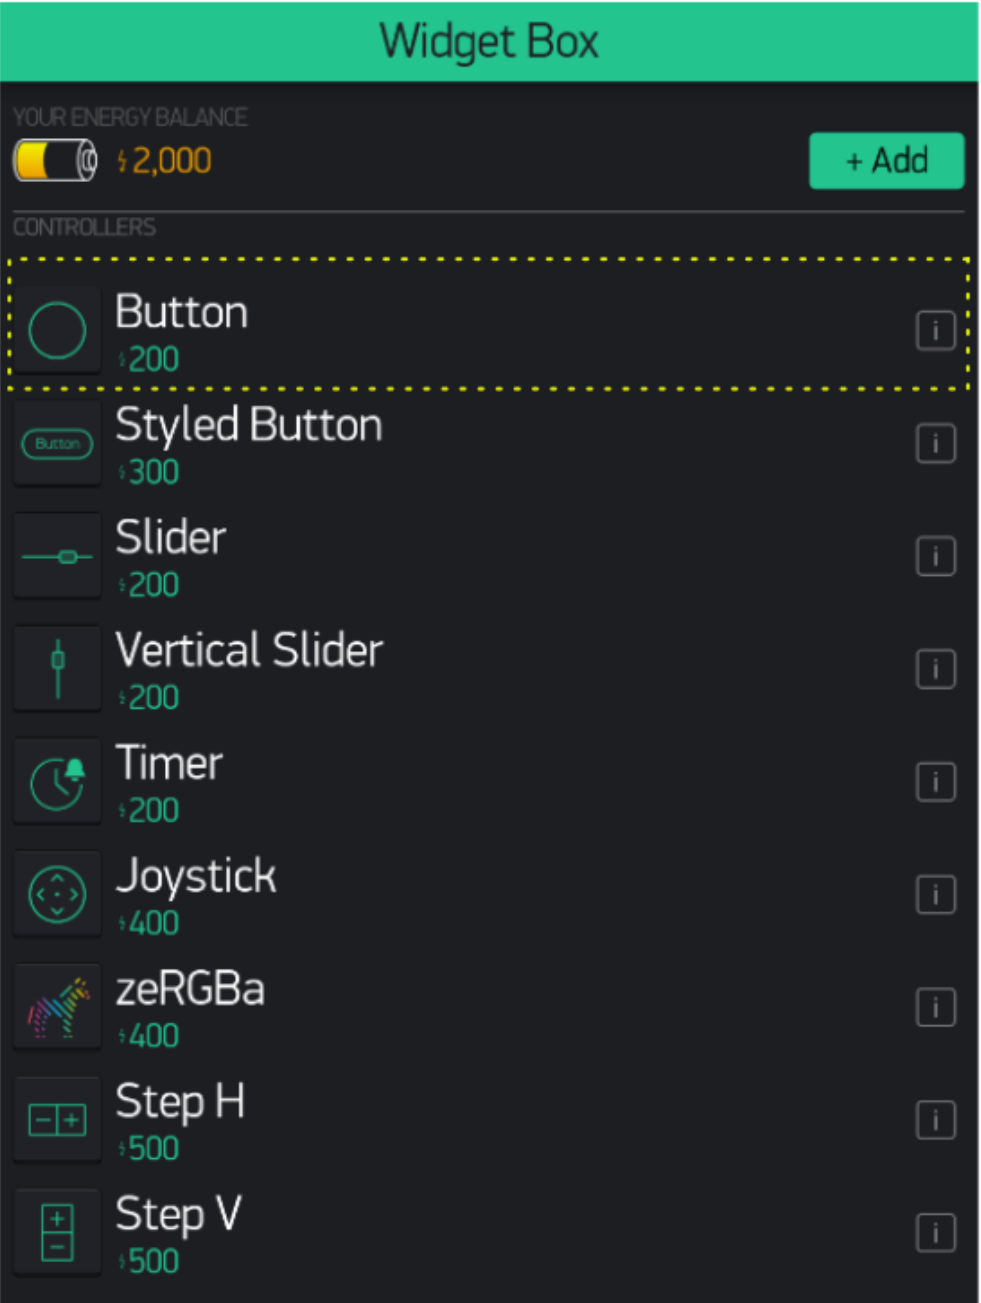 Widget Box
YOUR ENERGY BALANCE
2,000
+ Add
CONTROLLERS
Button
200
i
Button
Styled Button
300
i
Slider
200
i
Vertical Slider
200
i
Timer
200
i
Joystick
400
i
zeRGBa
400
i
Step H
500
i
Step V
500
i